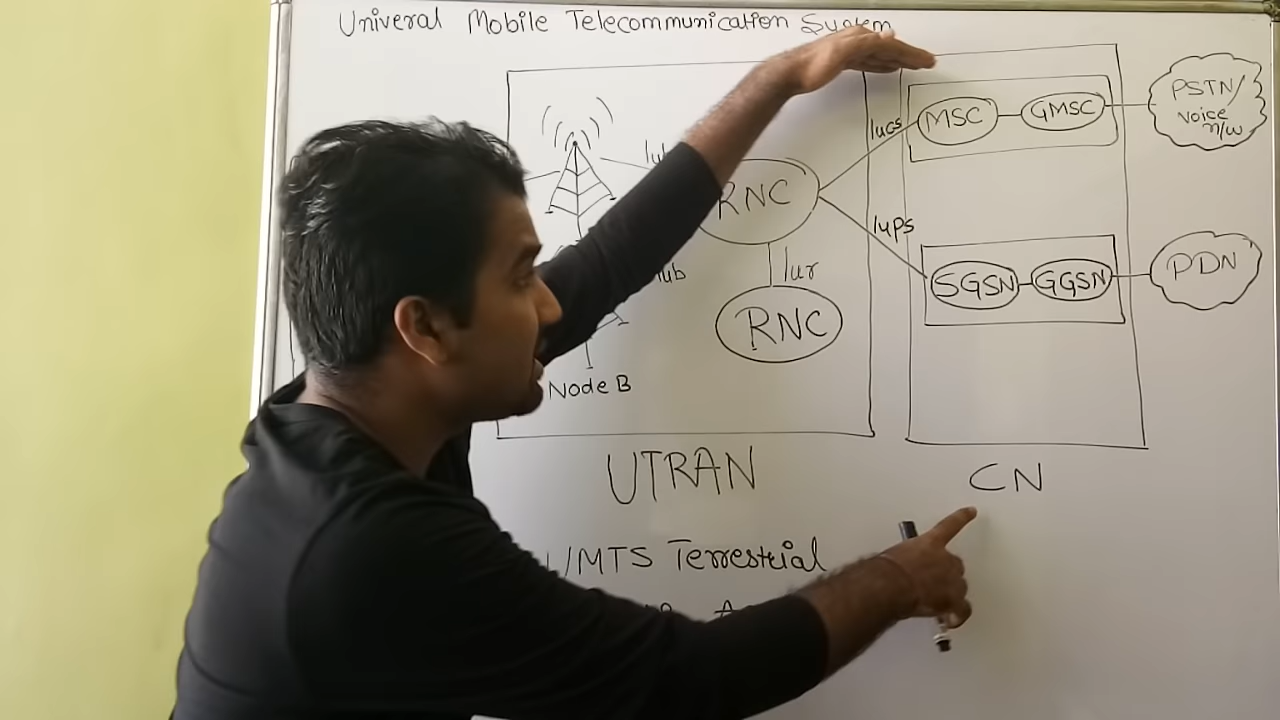 Univeral Mobile Telecommunication System
PSTN/
Voice
n/w
MSC
GMSC
Iucs
RNC
Iups
Iur
SGSN
GGSN
PDN
RNC
Node B
UTRAN
CN
UMTS Terrestrial